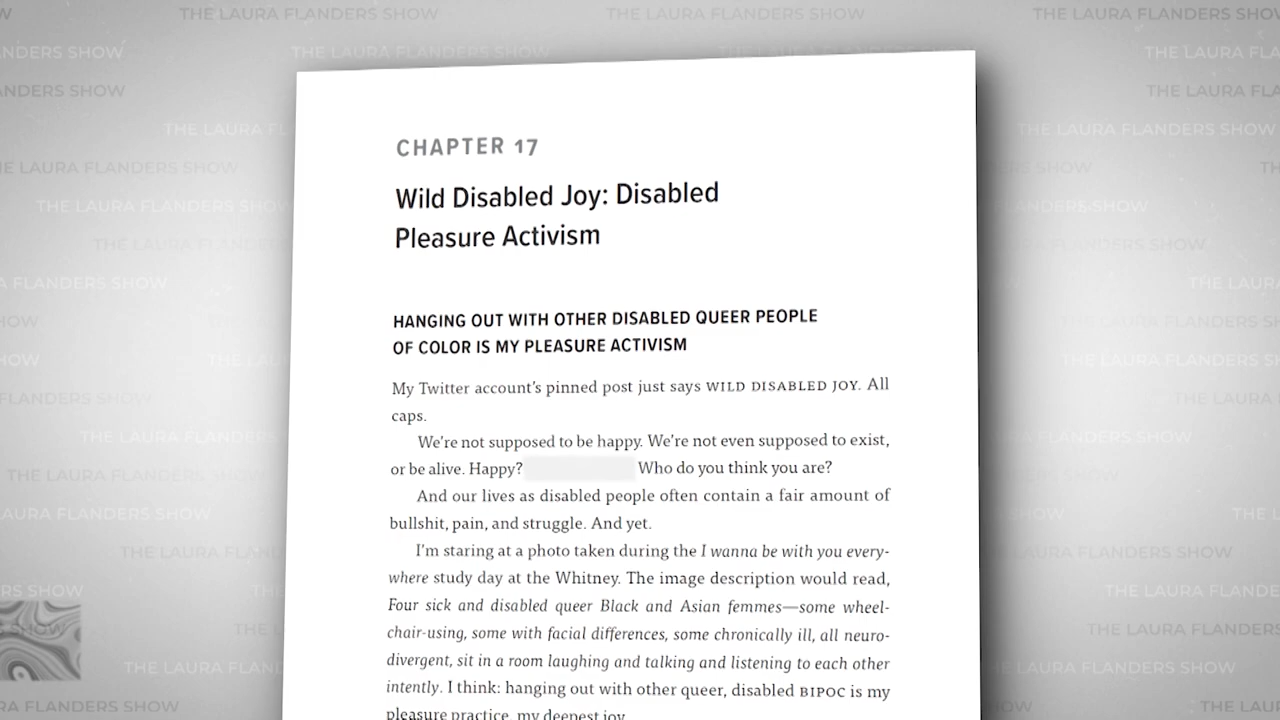 THE LAURA FLANDERS SHOW
CHAPTER 17
Wild Disabled Joy: Disabled
Pleasure Activism
HANGING OUT WITH OTHER DISABLED QUEER PEOPLE
OF COLOR IS MY PLEASURE ACTIVISM
My Twitter account’s pinned post just says WILD DISABLED JOY. All
caps.
We’re not supposed to be happy. We’re not even supposed to exist,
or be alive. Happy? Who do you think you are?
And our lives as disabled people often contain a fair amount of
bullshit, pain, and struggle. And yet.
I’m staring at a photo taken during the I wanna be with you every-
where study day at the Whitney. The image description would read,
Four sick and disabled queer Black and Asian femmes—some wheel-
chair-using, some with facial differences, some chronically ill, all neuro-
divergent, sit in a room laughing and talking and listening to each other
intently. I think: hanging out with other queer, disabled BIPOC is my
pleasure practice, my deepest joy.